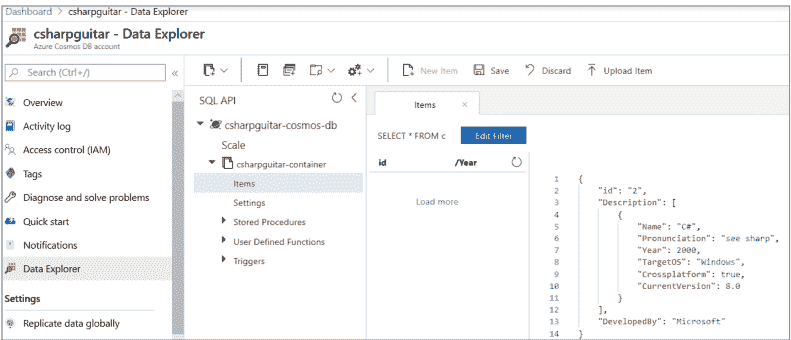 Dashboard > csharpguitar - Data Explorer
csharpguitar - Data Explorer
Azure Cosmos DB account
Search (Ctrl+/)
«
Overview
Activity log
Access control (IAM)
Tags
Diagnose and solve problems
Quick start
Notifications
Data Explorer
Settings
Replicate data globally
New Item
Save
Discard
Upload Item
SQL API
csharpguitar-cosmos-db
Scale
csharpguitar-container
Items
Settings
Stored Procedures
User Defined Functions
Triggers
Items ×
SELECT * FROM c Edit Filter
id /Year
Load more
1 {
2 "id": "2",
3 "Description": [
4 {
5 "Name": "C#",
6 "Pronunciation": "see sharp",
7 "Year": 2000,
8 "TargetOS": "Windows",
9 "Crossplatform": true,
10 "CurrentVersion": 8.0
11 }
12 ],
13 "DevelopedBy": "Microsoft"
14 }